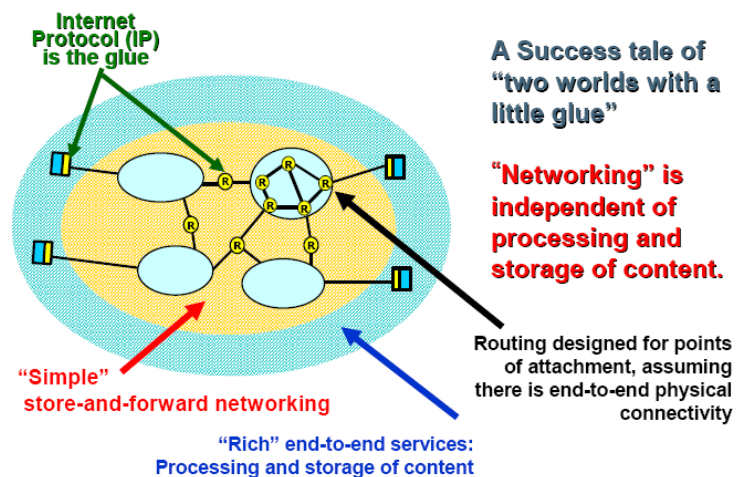 Internet
Protocol (IP)
is the glue
A Success tale of
“two worlds with a
little glue”
“Networking” is
independent of
processing and
storage of content.
R
R
R
R
R
R
R
R
R
Routing designed for points
of attachment, assuming
there is end-to-end physical
connectivity
“Simple”
store-and-forward networking
“Rich” end-to-end services:
Processing and storage of content